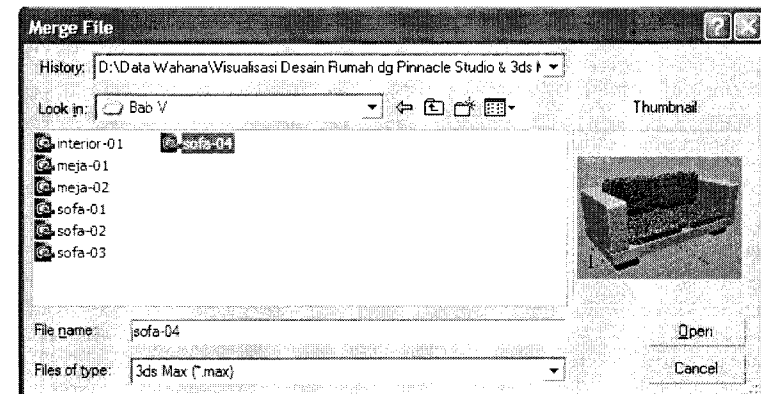 Merge File
History: D:\Data Wahana\Visualisasi Desain Rumah dg Pinnacle Studio & 3ds M
Look in: Bab V
Thumbnail
interior-01
meja-01
meja-02
sofa-01
sofa-02
sofa-03
sofa-04
File name: sofa-04
Open
Files of type: 3ds Max (*.max)
Cancel